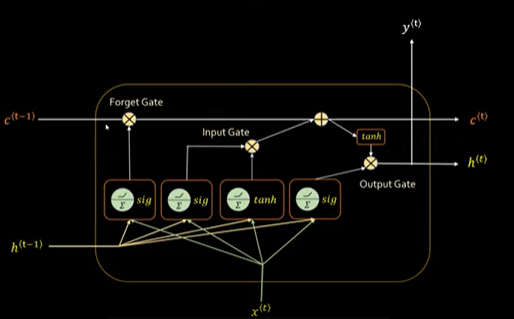 y⟨t⟩
Forget Gate
c⟨t−1⟩
c⟨t⟩
Input Gate
tanh
h⟨t⟩
Output Gate
Σ sig
Σ sig
Σ tanh
Σ sig
h⟨t−1⟩
x⟨t⟩